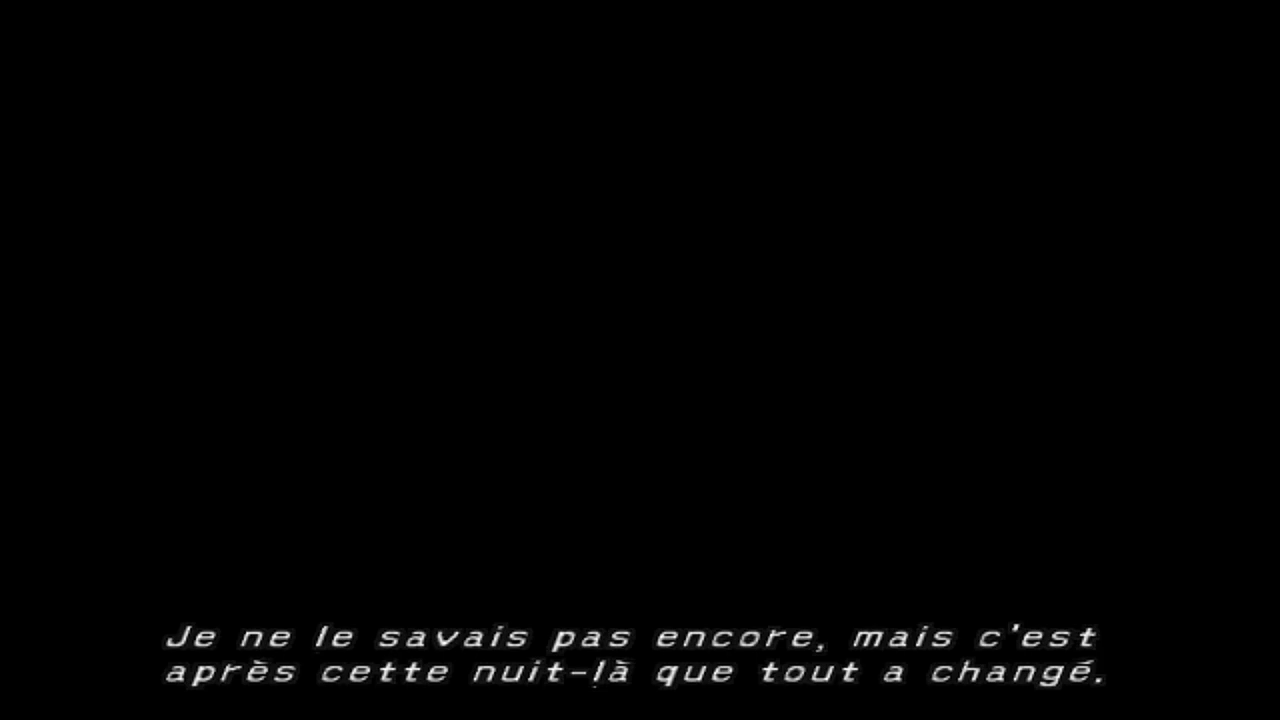 Je ne le savais pas encore, mais c'est
après cette nuit-là que tout a changé.